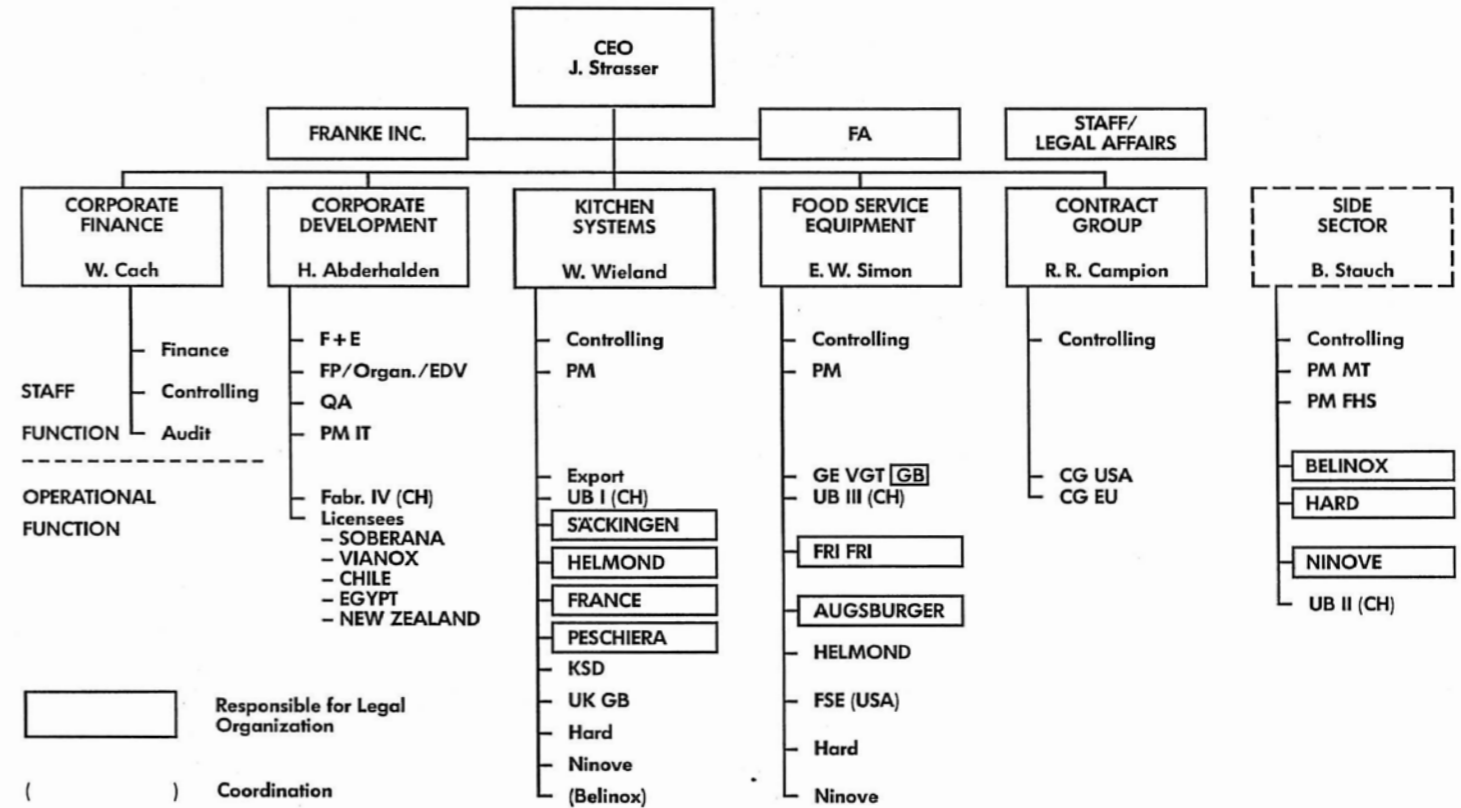 CEO
J. Strasser
FRANKE INC.
FA
STAFF/
LEGAL AFFAIRS
CORPORATE
FINANCE
W. Cach
CORPORATE
DEVELOPMENT
H. Abderhalden
KITCHEN
SYSTEMS
W. Wieland
FOOD SERVICE
EQUIPMENT
E. W. Simon
CONTRACT
GROUP
R. R. Campion
SIDE
SECTOR
B. Stauch
Finance
Controlling
Audit
STAFF
FUNCTION
OPERATIONAL
FUNCTION
F+E
FP/Organ./EDV
QA
PM IT
Fabr. IV (CH)
Licensees
– SOBERANA
– VIANOX
– CHILE
– EGYPT
– NEW ZEALAND
Controlling
PM
Export
UB I (CH)
SÄCKINGEN
HELMOND
FRANCE
PESCHIERA
KSD
UK GB
Hard
Ninove
(Belinox)
Controlling
PM
GE VGT GB
UB III (CH)
FRI FRI
AUGSBURGER
HELMOND
FSE (USA)
Hard
Ninove
Controlling
CG USA
CG EU
Controlling
PM MT
PM FHS
BELINOX
HARD
NINOVE
UB II (CH)
Responsible for Legal
Organization
( ) Coordination